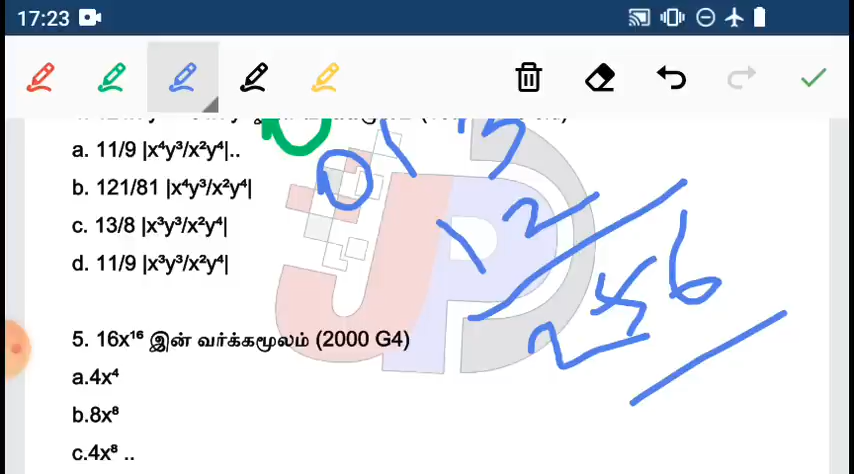 17:23
a. 11/9 |x⁴y³/x²y⁴|..
b. 121/81 |x⁴y³/x²y⁴|
c. 13/8 |x³y³/x²y⁴|
d. 11/9 |x³y³/x²y⁴|
256
5. 16x¹⁶ இன் வர்க்கமூலம் (2000 G4)
a.4x⁴
b.8x⁸
c.4x⁸ ..